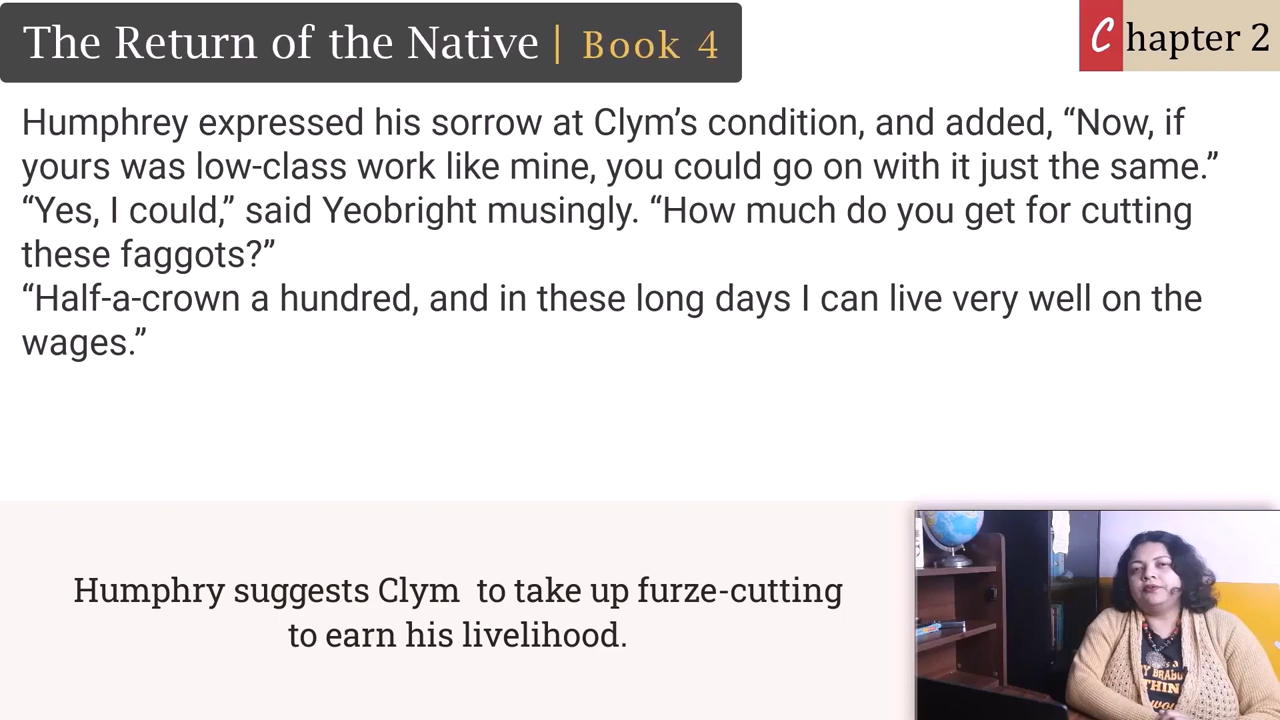 The Return of the Native | Book 4
Chapter 2
Humphrey expressed his sorrow at Clym’s condition, and added, “Now, if
yours was low-class work like mine, you could go on with it just the same.”
“Yes, I could,” said Yeobright musingly. “How much do you get for cutting
these faggots?”
“Half-a-crown a hundred, and in these long days I can live very well on the
wages.”
Humphry suggests Clym to take up furze-cutting
to earn his livelihood.
THIN